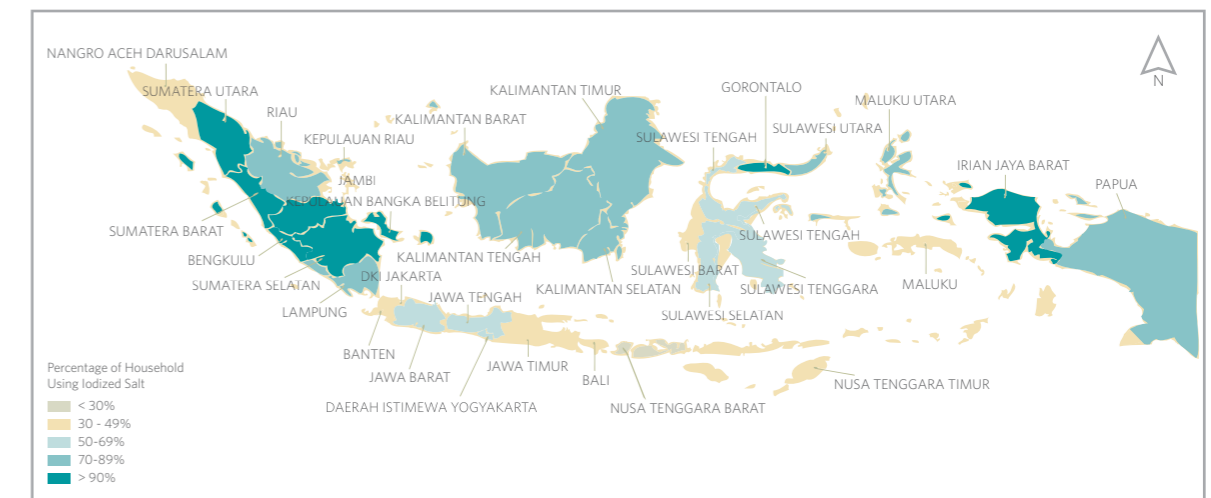 NANGRO ACEH DARUSALAM
SUMATERA UTARA
RIAU
KEPULAUAN RIAU
KALIMANTAN BARAT
KALIMANTAN TIMUR
GORONTALO
MALUKU UTARA
SULAWESI TENGAH
SULAWESI UTARA
IRIAN JAYA BARAT
PAPUA
JAMBI
KEPULAUAN BANGKA BELITUNG
SUMATERA BARAT
BENGKULU
SUMATERA SELATAN
LAMPUNG
DKI JAKARTA
KALIMANTAN TENGAH
KALIMANTAN SELATAN
SULAWESI BARAT
SULAWESI TENGAH
SULAWESI TENGGARA
SULAWESI SELATAN
MALUKU
JAWA TENGAH
BANTEN
JAWA BARAT
DAERAH ISTIMEWA YOGYAKARTA
JAWA TIMUR
BALI
NUSA TENGGARA BARAT
NUSA TENGGARA TIMUR
N
Percentage of Household
Using Iodized Salt
< 30%
30 - 49%
50-69%
70-89%
> 90%